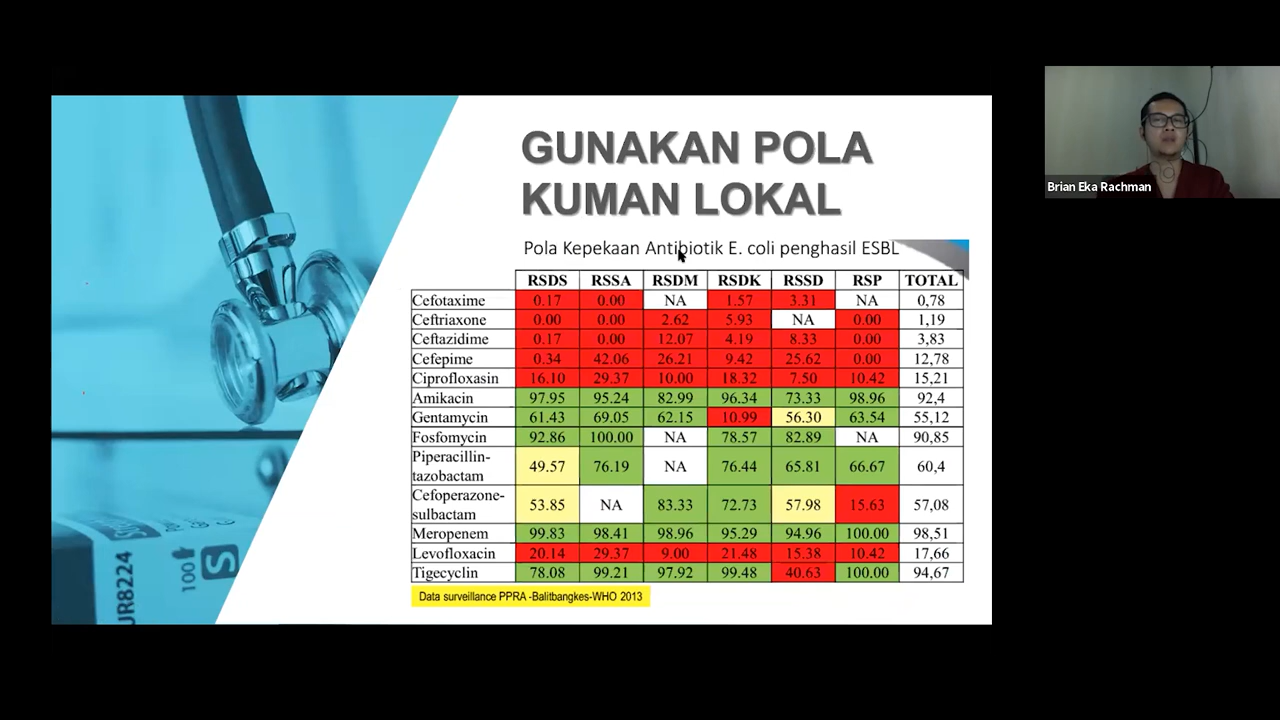 GUNAKAN POLA
KUMAN LOKAL
Pola Kepekaan Antibiotik E. coli penghasil ESBL
RSDS RSSA RSDM RSDK RSSD RSP TOTAL
Cefotaxime 0.17 0.00 NA 1.57 3.31 NA 0,78
Ceftriaxone 0.00 0.00 2.62 5.93 NA 0.00 1,19
Ceftazidime 0.17 0.00 12.07 4.19 8.33 0.00 3,83
Cefepime 0.34 42.06 26.21 9.42 25.62 0.00 12,78
Ciprofloxasin 16.10 29.37 10.00 18.32 7.50 10.42 15,21
Amikacin 97.95 95.24 82.99 96.34 73.33 98.96 92,4
Gentamycin 61.43 69.05 62.15 10.99 56.30 63.54 55,12
Fosfomycin 92.86 100.00 NA 78.57 82.89 NA 90,85
Piperacillin-
tazobactam 49.57 76.19 NA 76.44 65.81 66.67 60,4
Cefoperazone-
sulbactam 53.85 NA 83.33 72.73 57.98 15.63 57,08
Meropenem 99.83 98.41 98.96 95.29 94.96 100.00 98,51
Levofloxacin 20.14 29.37 9.00 21.48 15.38 10.42 17,66
Tigecyclin 78.08 99.21 97.92 99.48 40.63 100.00 94,67
Data surveillance PPRA -Balitbangkes-WHO 2013
UR8224
100
S
Brian Eka Rachman